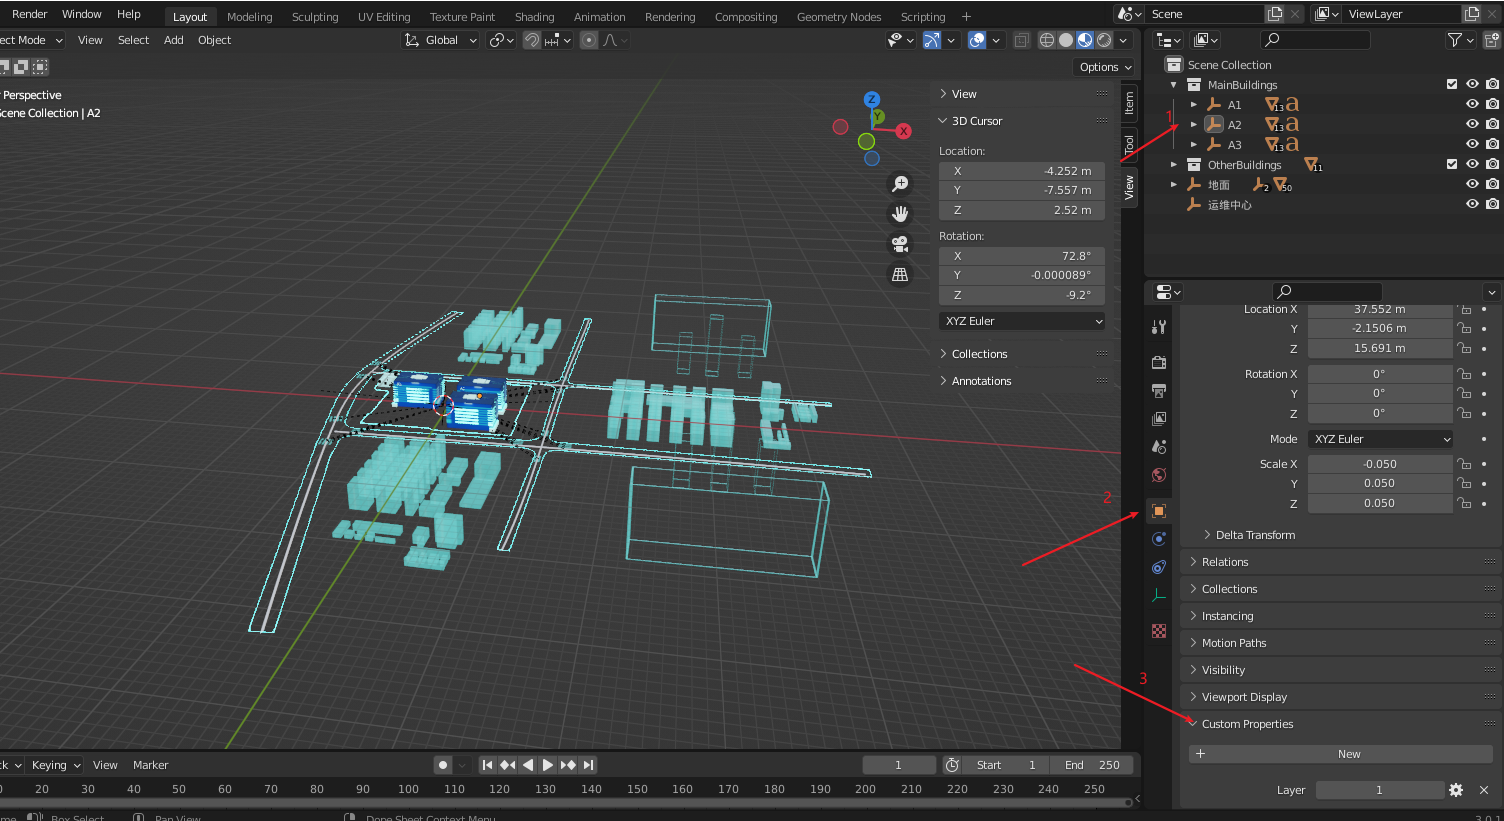 Render Window Help Layout Modeling Sculpting UV Editing Texture Paint Shading Animation Rendering Compositing Geometry Nodes Scripting + Scene ViewLayer
ect Mode View Select Add Object Global
Options
Perspective
Scene Collection | A2
Z
Y
X
View
3D Cursor
Location:
X -4.252 m
Y -7.557 m
Z 2.52 m
Rotation:
X 72.8°
Y -0.000089°
Z -9.2°
XYZ Euler
Collections
Annotations
Item
Tool
View
Scene Collection
MainBuildings
A1 13
1
A2 13
A3 13
OtherBuildings 11
地面 2 50
运维中心
Location X 37.552 m
Y -2.1506 m
Z 15.691 m
Rotation X 0°
Y 0°
Z 0°
Mode XYZ Euler
Scale X -0.050
Y 0.050
Z 0.050
2
Delta Transform
Relations
Collections
Instancing
Motion Paths
Visibility
3
Viewport Display
Custom Properties
+ New
Layer 1
ck Keying View Marker 1 Start 1 End 250
0 20 30 40 50 60 70 80 90 100 110 120 130 140 150 160 170 180 190 200 210 220 230 240 250
me Box Select Pan View Dope Sheet Context Menu 3.0.1